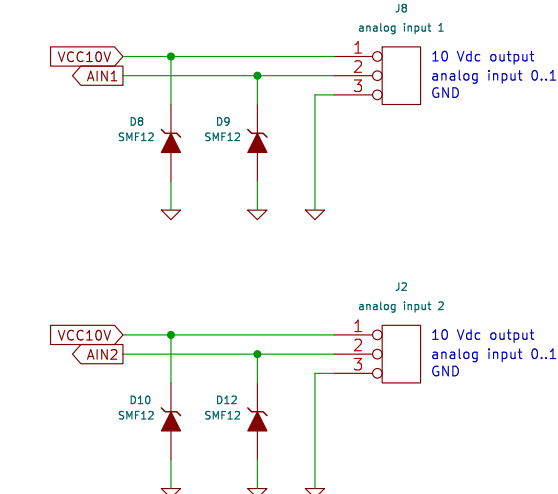 J8
analog input 1
VCC10V
1
10 Vdc output
AIN1
2
analog input 0..1
3
GND
D8
SMF12
D9
SMF12
J2
analog input 2
VCC10V
1
10 Vdc output
AIN2
2
analog input 0..1
3
GND
D10
SMF12
D12
SMF12